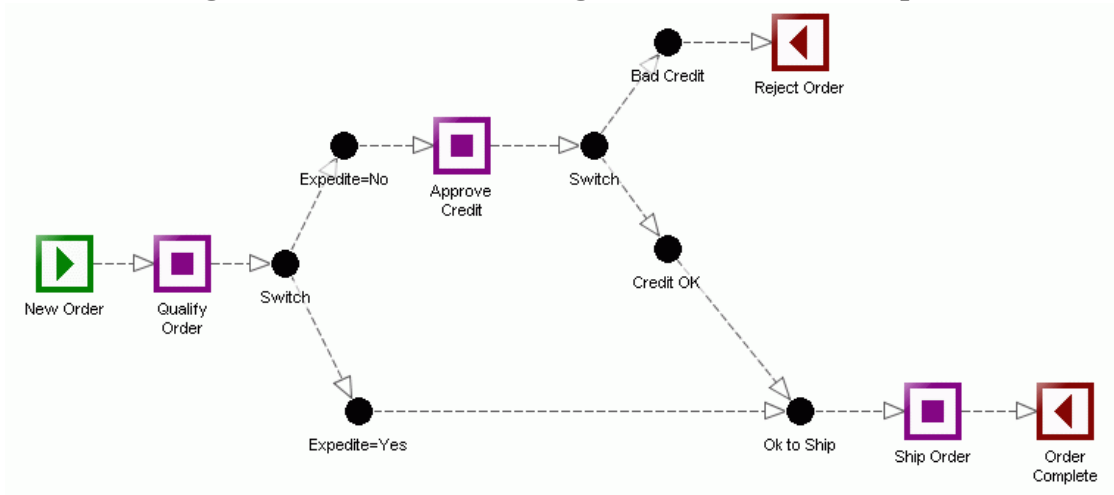 Bad Credit
Reject Order
Expedite=No
Approve
Credit
Switch
New Order
Qualify
Order
Switch
Credit OK
Expedite=Yes
Ok to Ship
Ship Order
Order
Complete